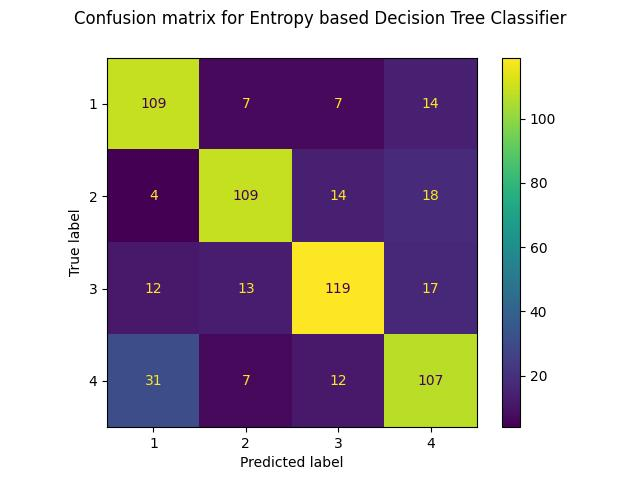 Confusion matrix for Entropy based Decision Tree Classifier
1 109 7 7 14
2 4 109 14 18
3 12 13 119 17
4 31 7 12 107
1 2 3 4
Predicted label
True label
100
80
60
40
20